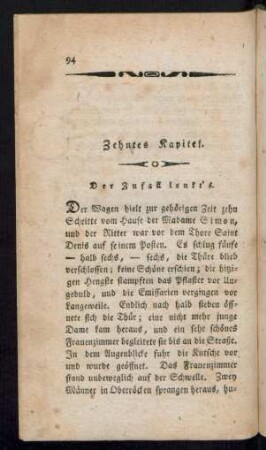 94
Zehntes Kapitel.
Der Zufall lenkt's.
Der Wagen hielt zur gehörigen Zeit zehn
Schritte vom Hause der Madame Simon,
und der Ritter war vor dem Thore Saint
Denis auf seinem Posten. Es schlug fünfe
— halb sechs, — sechs, die Thüre blieb
verschlossen; keine Schöne erschien; die hizi-
gen Hengste stampften das Pflaster vor Un-
geduld, und die Emissarien vergingen vor
Langeweile. Endlich nach halb sieben öff-
nete sich die Thür; eine nicht mehr junge
Dame kam heraus, und ein sehr schönes
Frauenzimmer begleitete sie bis an die Straße.
In dem Augenblicke fuhr die Kutsche vor
und wurde geöffnet. Das Frauenzimmer
stand unbeweglich auf der Schwelle. Zwey
Männer in Oberröcken sprangen heraus, hu-